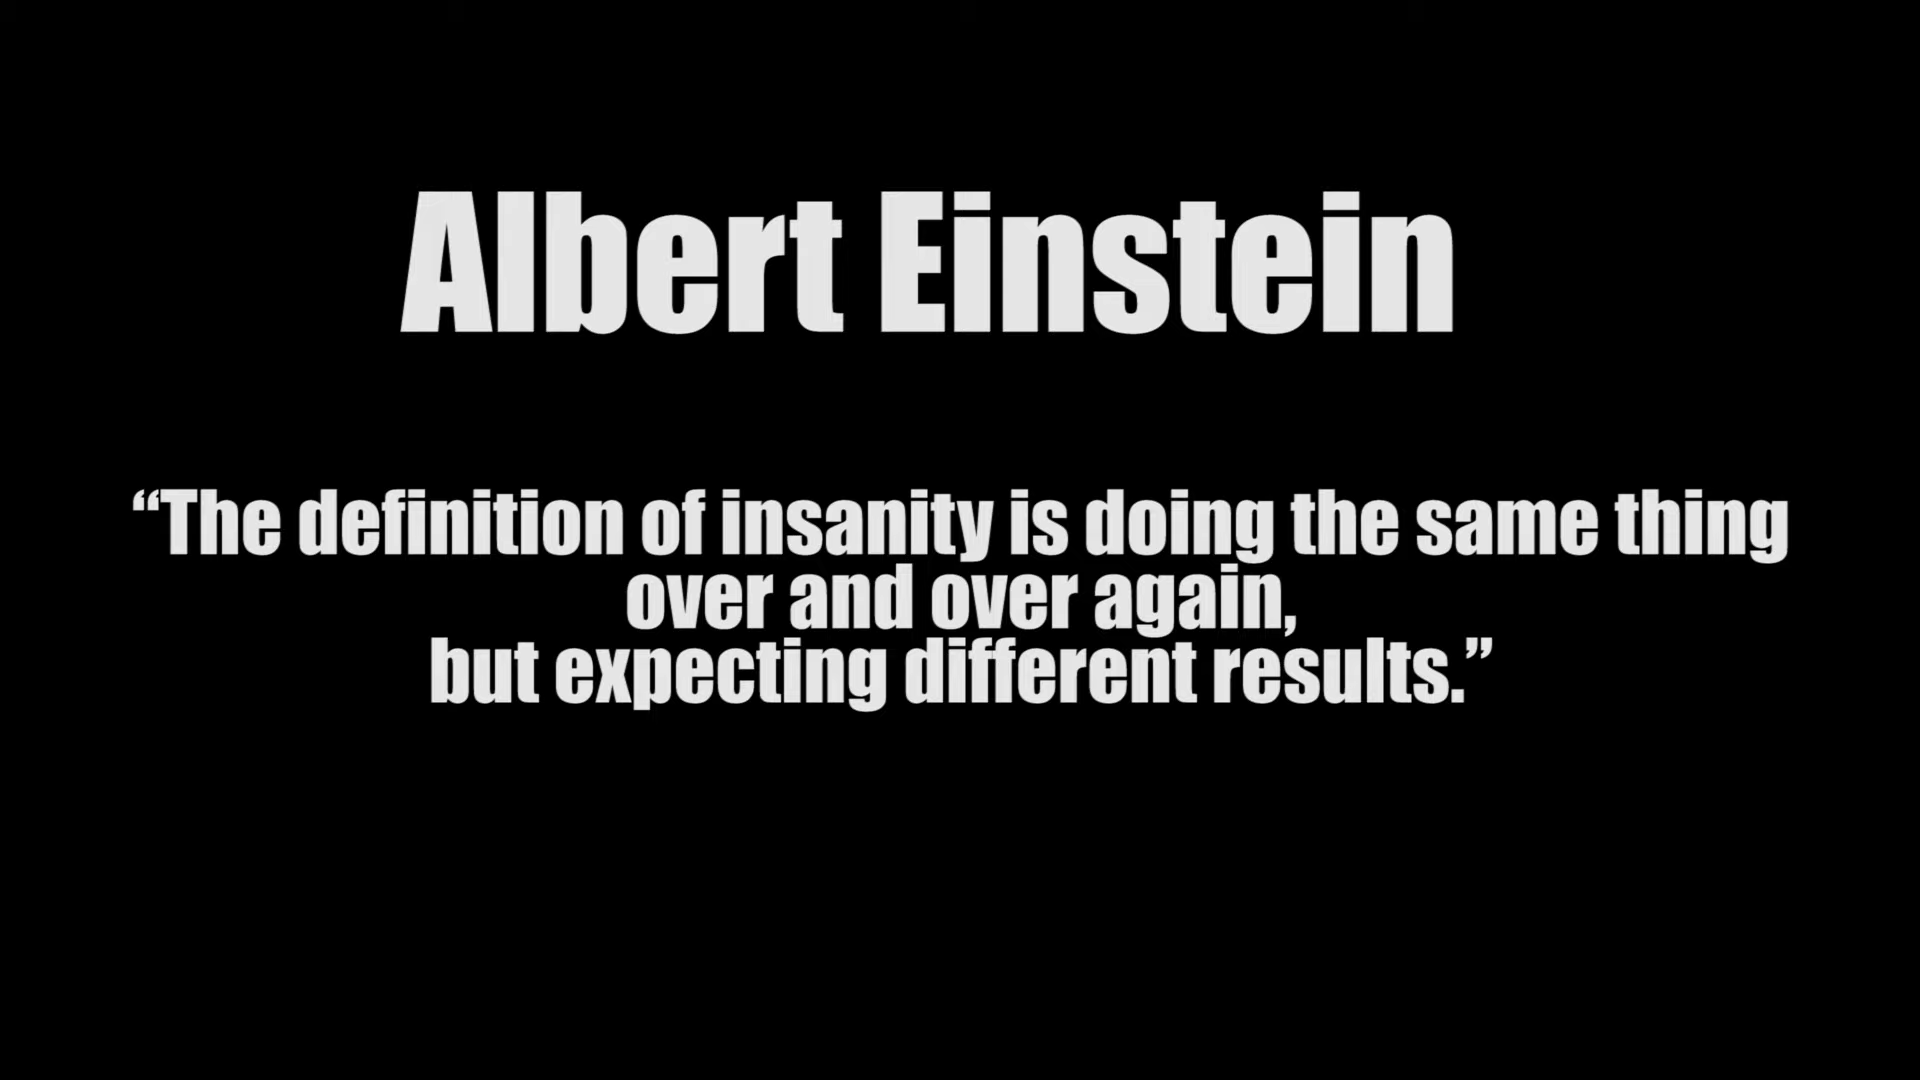 Albert Einstein
“The definition of insanity is doing the same thing
over and over again,
but expecting different results.”